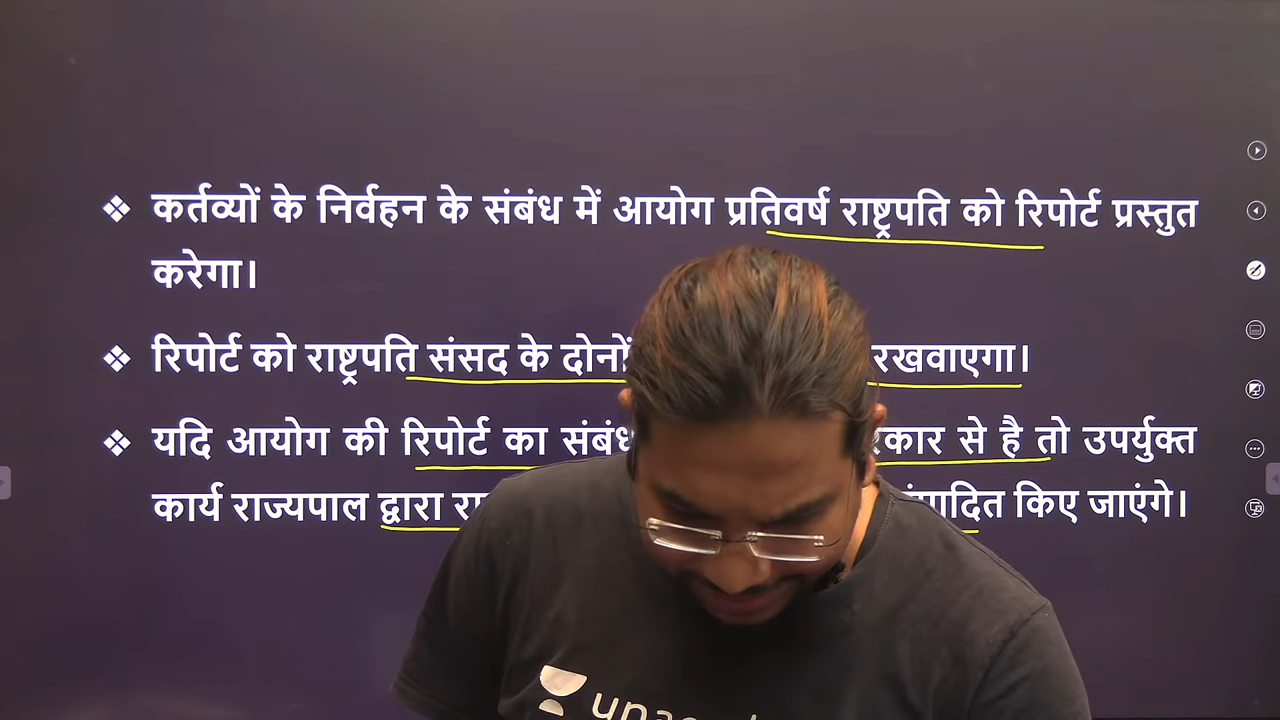 ❖ कर्तव्यों के निर्वहन के संबंध में आयोग प्रतिवर्ष राष्ट्रपति को रिपोर्ट प्रस्तुत
करेगा।
❖ रिपोर्ट को राष्ट्रपति संसद के दोनों रखवाएगा।
❖ यदि आयोग की रिपोर्ट का संबंध से है तो उपर्युक्त
कार्य राज्यपाल द्वारा किए जाएंगे।